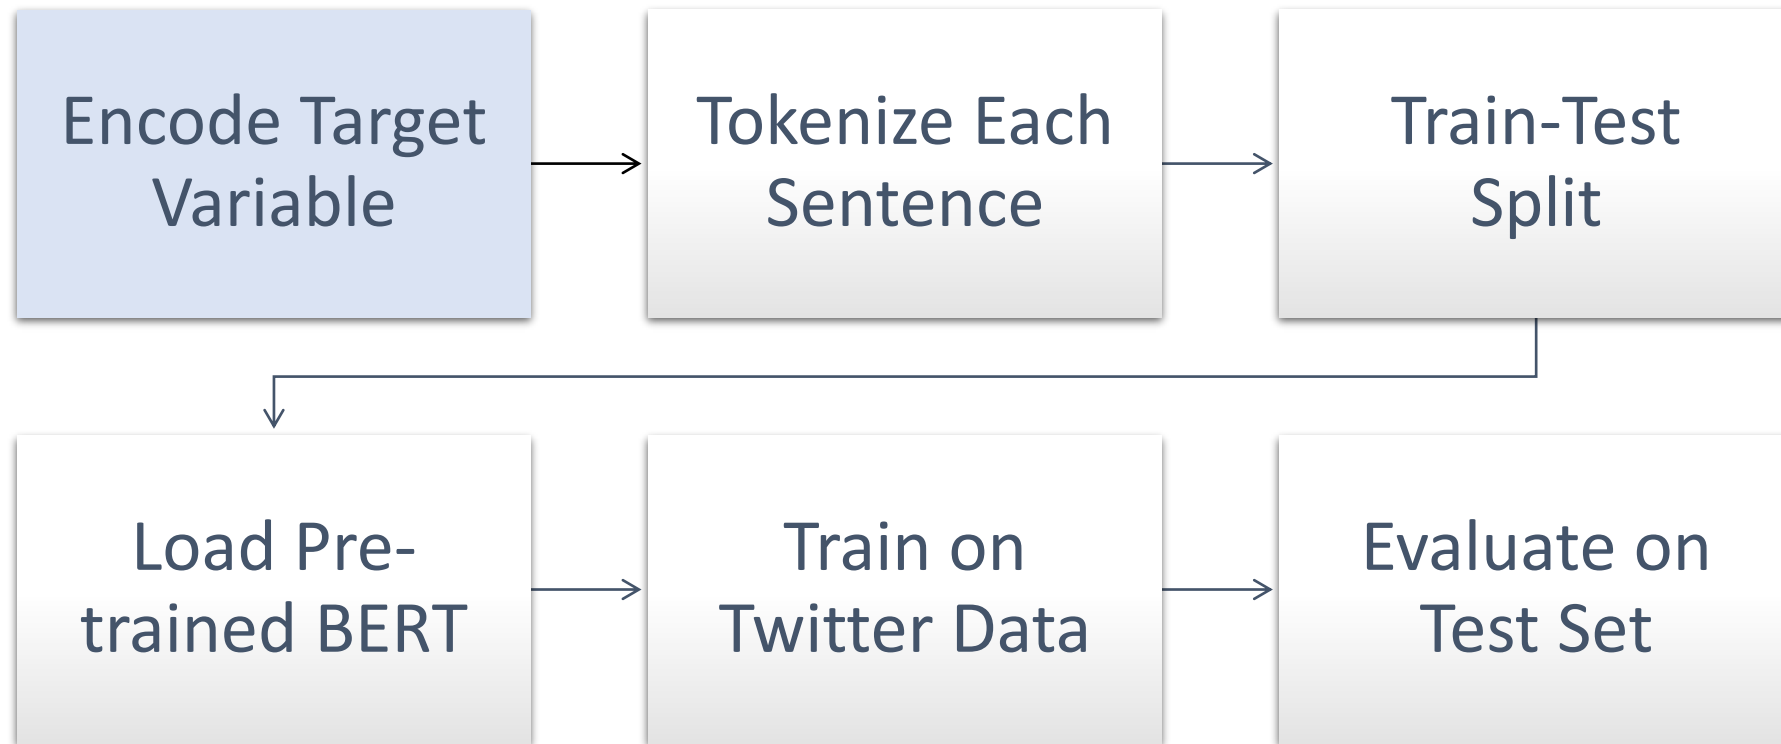 Encode Target
Variable
Tokenize Each
Sentence
Train-Test
Split
Load Pre-
trained BERT
Train on
Twitter Data
Evaluate on
Test Set